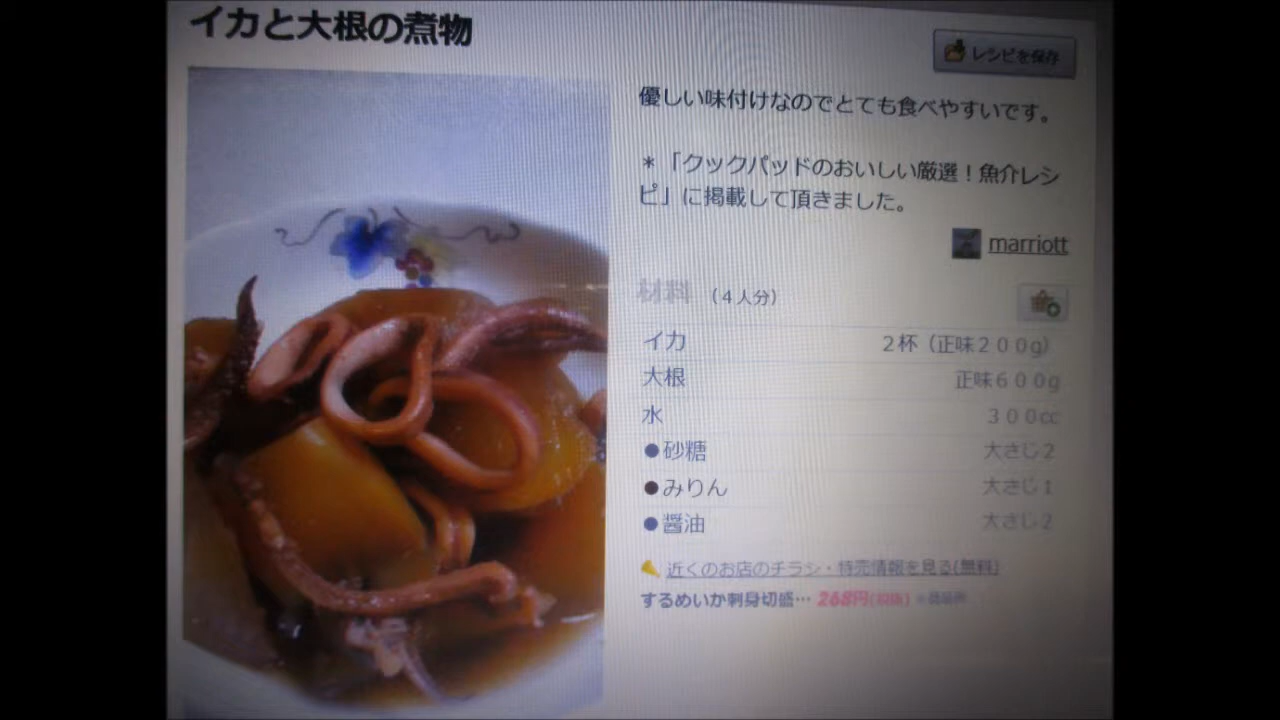 イカと大根の煮物
レシピを保存
優しい味付けなのでとても食べやすいです。
＊「クックパッドのおいしい厳選！魚介レシ
ピ」に掲載して頂きました。
marriott
材料 （４人分）
イカ ２杯（正味２００g）
大根 正味６００g
水 ３００cc
●砂糖 大さじ２
●みりん 大さじ１
●醤油 大さじ２
近くのお店のチラシ・特売情報を見る(無料)
するめいか刺身切盛… 268円(税抜)